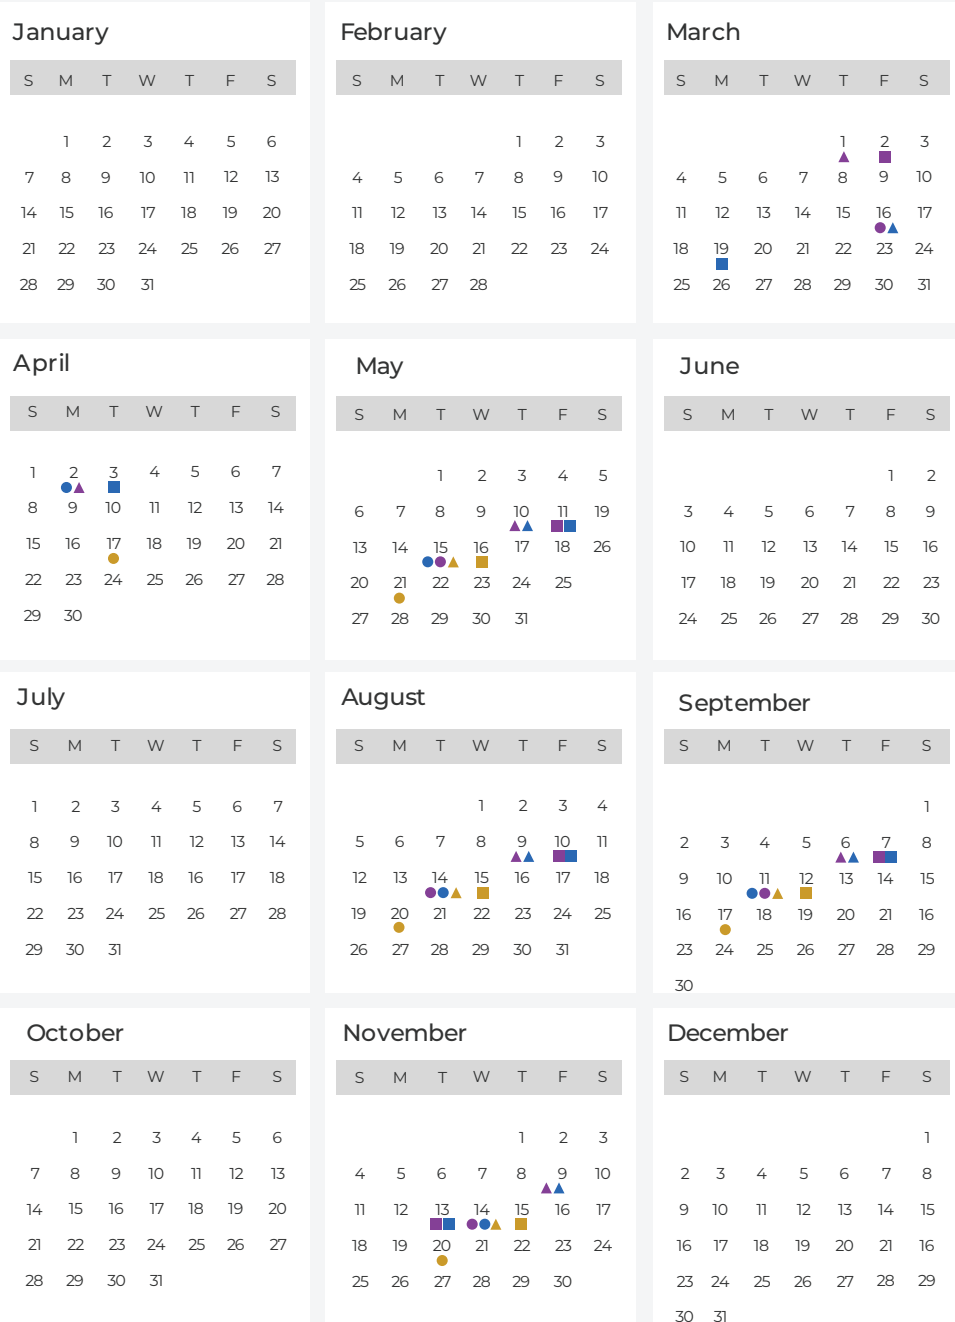 January
S M T W T F S
1 2 3 4 5 6
7 8 9 10 11 12 13
14 15 16 17 18 19 20
21 22 23 24 25 26 27
28 29 30 31
February
S M T W T F S
1 2 3
4 5 6 7 8 9 10
11 12 13 14 15 16 17
18 19 20 21 22 23 24
25 26 27 28
March
S M T W T F S
1 2 3
4 5 6 7 8 9 10
11 12 13 14 15 16 17
18 19 20 21 22 23 24
25 26 27 28 29 30 31
April
S M T W T F S
1 2 3 4 5 6 7
8 9 10 11 12 13 14
15 16 17 18 19 20 21
22 23 24 25 26 27 28
29 30
May
S M T W T F S
1 2 3 4 5
6 7 8 9 10 11 19
13 14 15 16 17 18 26
20 21 22 23 24 25
27 28 29 30 31
June
S M T W T F S
1 2
3 4 5 6 7 8 9
10 11 12 13 14 15 16
17 18 19 20 21 22 23
24 25 26 27 28 29 30
July
S M T W T F S
1 2 3 4 5 6 7
8 9 10 11 12 13 14
15 16 17 18 16 17 18
22 23 24 25 26 27 28
29 30 31
August
S M T W T F S
1 2 3 4
5 6 7 8 9 10 11
12 13 14 15 16 17 18
19 20 21 22 23 24 25
26 27 28 29 30 31
September
S M T W T F S
1
2 3 4 5 6 7 8
9 10 11 12 13 14 15
16 17 18 19 20 21 16
23 24 25 26 27 28 29
30
October
S M T W T F S
1 2 3 4 5 6
7 8 9 10 11 12 13
14 15 16 17 18 19 20
21 22 23 24 25 26 27
28 29 30 31
November
S M T W T F S
1 2 3
4 5 6 7 8 9 10
11 12 13 14 15 16 17
18 19 20 21 22 23 24
25 26 27 28 29 30
December
S M T W T F S
1
2 3 4 5 6 7 8
9 10 11 12 13 14 15
16 17 18 19 20 21 16
23 24 25 26 27 28 29
30 31